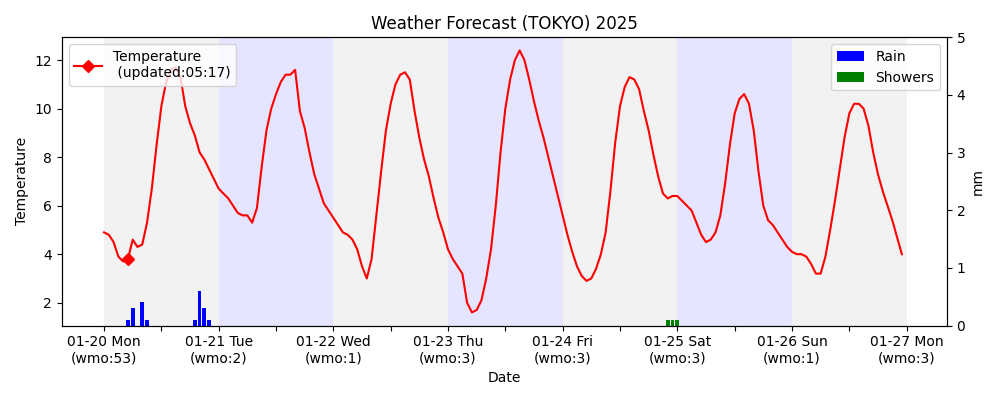 Weather Forecast (TOKYO) 2025
Temperature
(updated:05:17)
Rain
Showers
12
10
8
6
4
2
Temperature
5
4
3
2
1
0
mm
01-20 Mon 01-21 Tue 01-22 Wed 01-23 Thu 01-24 Fri 01-25 Sat 01-26 Sun 01-27 Mon
(wmo:53) (wmo:2) (wmo:1) (wmo:3) (wmo:3) (wmo:3) (wmo:1) (wmo:3)
Date